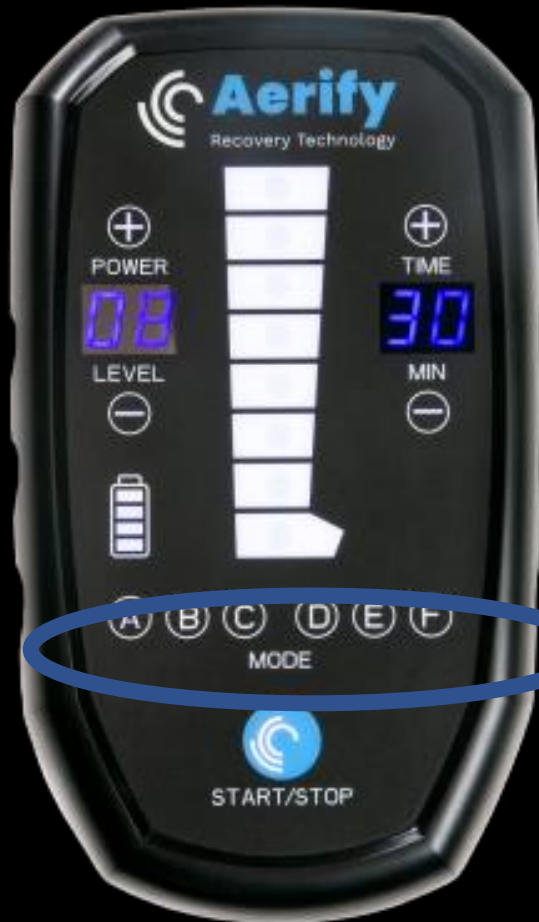 Aerify
Recovery Technology
POWER
TIME
08
30
LEVEL
MIN
A B C D E F
MODE
START/STOP